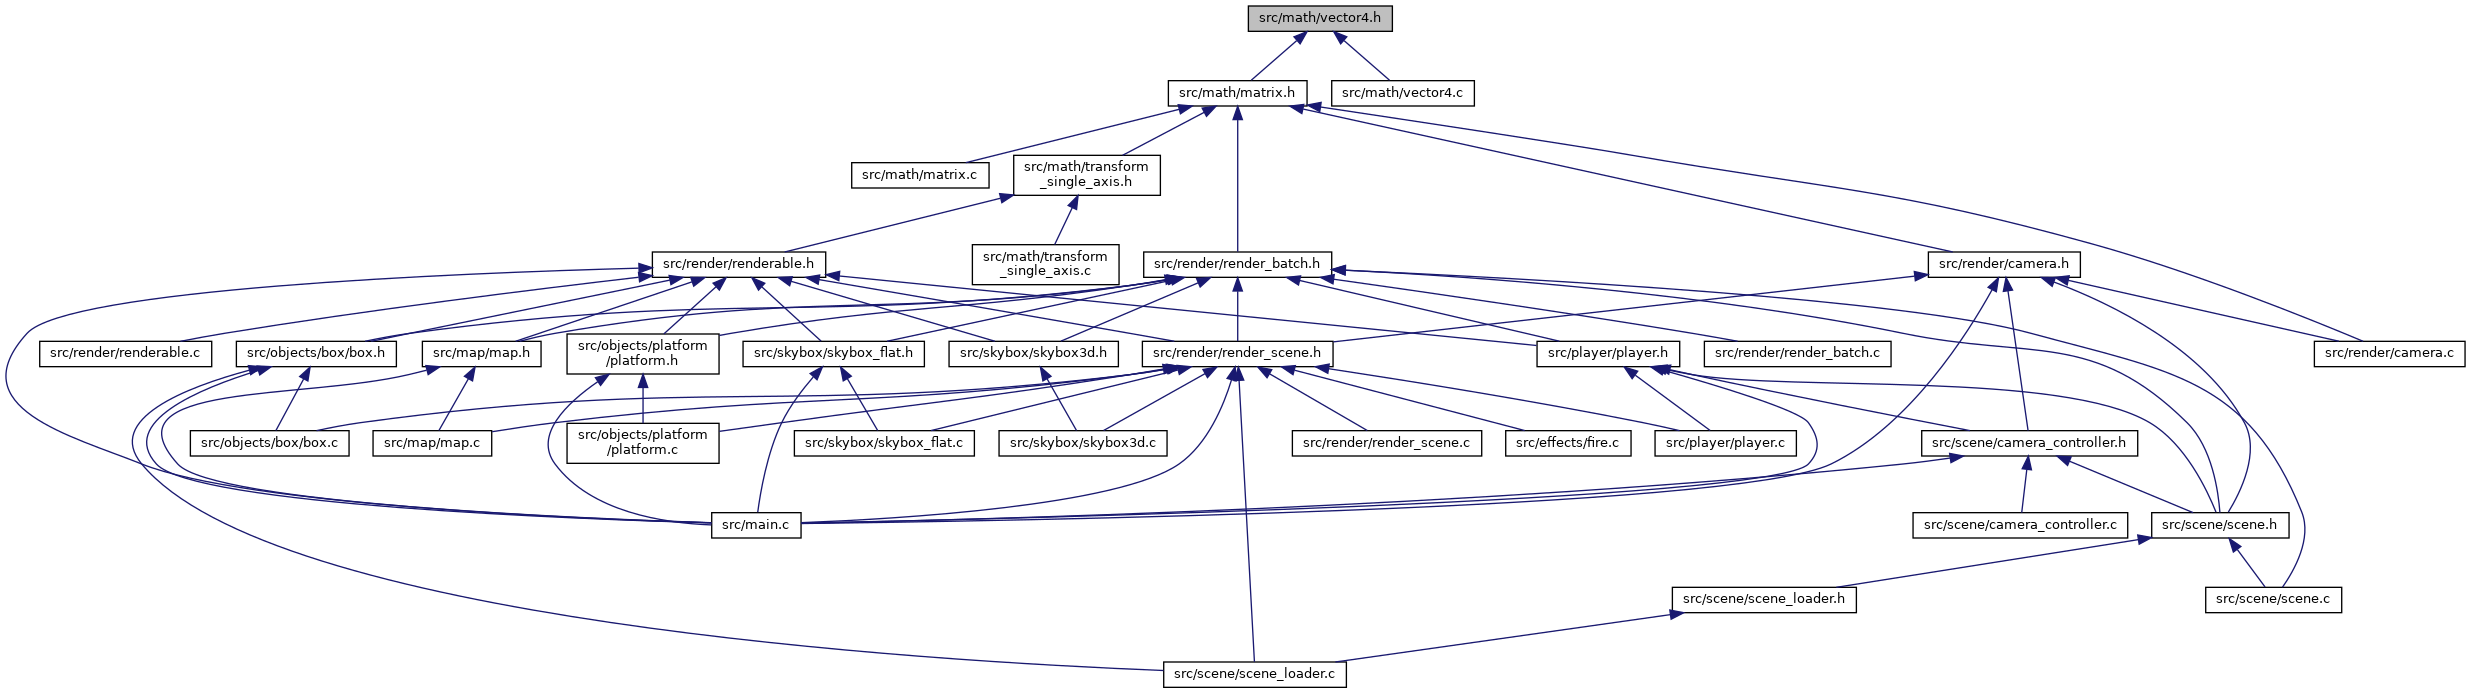 src/math/vector4.h
src/math/matrix.h
src/math/vector4.c
src/math/matrix.c
src/math/transform
_single_axis.h
src/math/transform
_single_axis.c
src/render/renderable.h
src/render/render_batch.h
src/render/camera.h
src/render/renderable.c
src/objects/box/box.h
src/map/map.h
src/objects/platform
/platform.h
src/skybox/skybox_flat.h
src/skybox/skybox3d.h
src/render/render_scene.h
src/player/player.h
src/render/render_batch.c
src/render/camera.c
src/objects/box/box.c
src/map/map.c
src/objects/platform
/platform.c
src/skybox/skybox_flat.c
src/skybox/skybox3d.c
src/render/render_scene.c
src/effects/fire.c
src/player/player.c
src/scene/camera_controller.h
src/main.c
src/scene/camera_controller.c
src/scene/scene.h
src/scene/scene_loader.h
src/scene/scene.c
src/scene/scene_loader.c